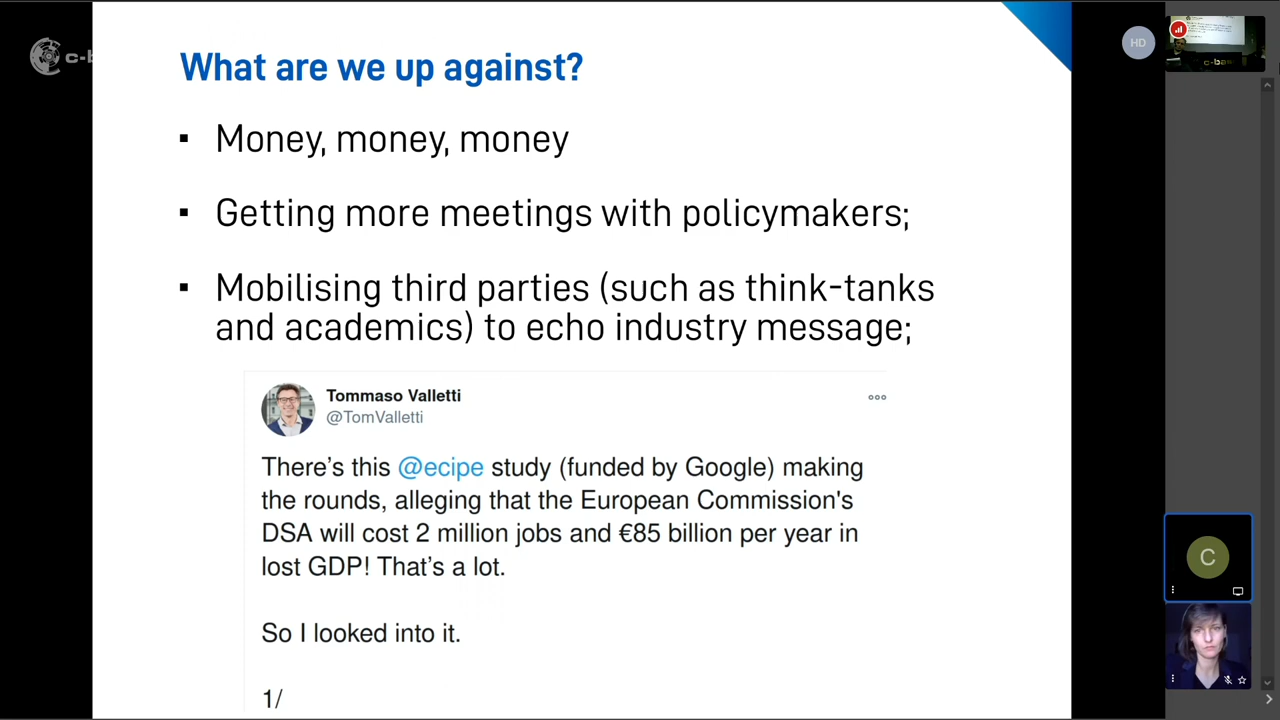 What are we up against?
▪ Money, money, money
▪ Getting more meetings with policymakers;
▪ Mobilising third parties (such as think-tanks
and academics) to echo industry message;
Tommaso Valletti
@TomValletti
There's this @ecipe study (funded by Google) making
the rounds, alleging that the European Commission's
DSA will cost 2 million jobs and €85 billion per year in
lost GDP! That's a lot.
So I looked into it.
1/
c-b
HD
c-ba
C